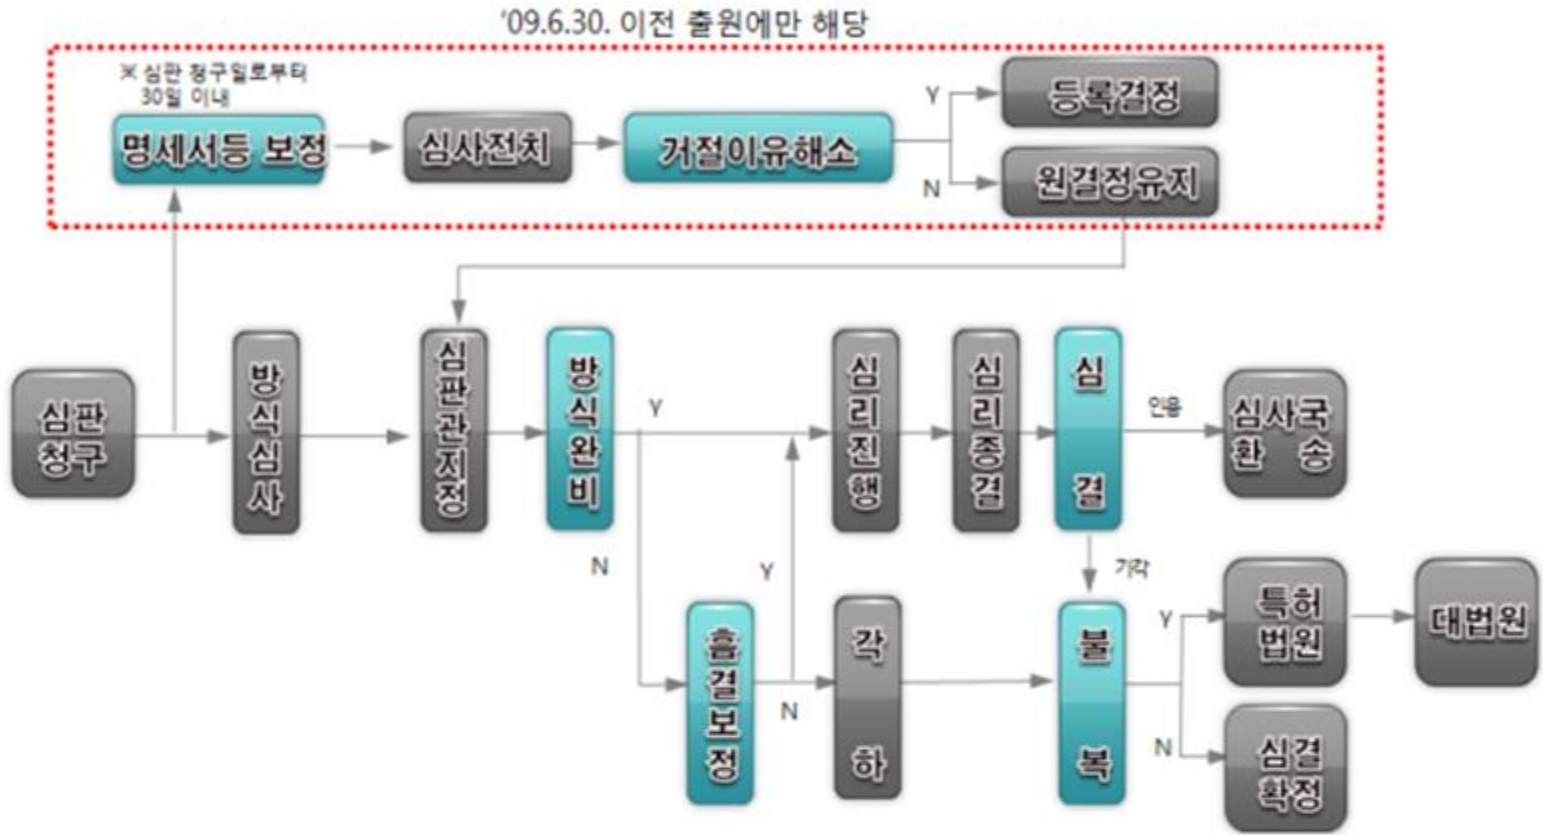 '09.6.30. 이전 출원에만 해당
※ 심판 청구일로부터
30일 이내
명세서등 보정
심사전치
거절이유해소
Y
등록결정
N
원결정유지
심판
청구
방식심사
심판관지정
방식완비
Y
심리진행
심리종결
심결
인용
심사국
환 송
N
Y
기각
흠결보정
N
각하
불복
Y
특허
법원
대법원
N
심결
확정